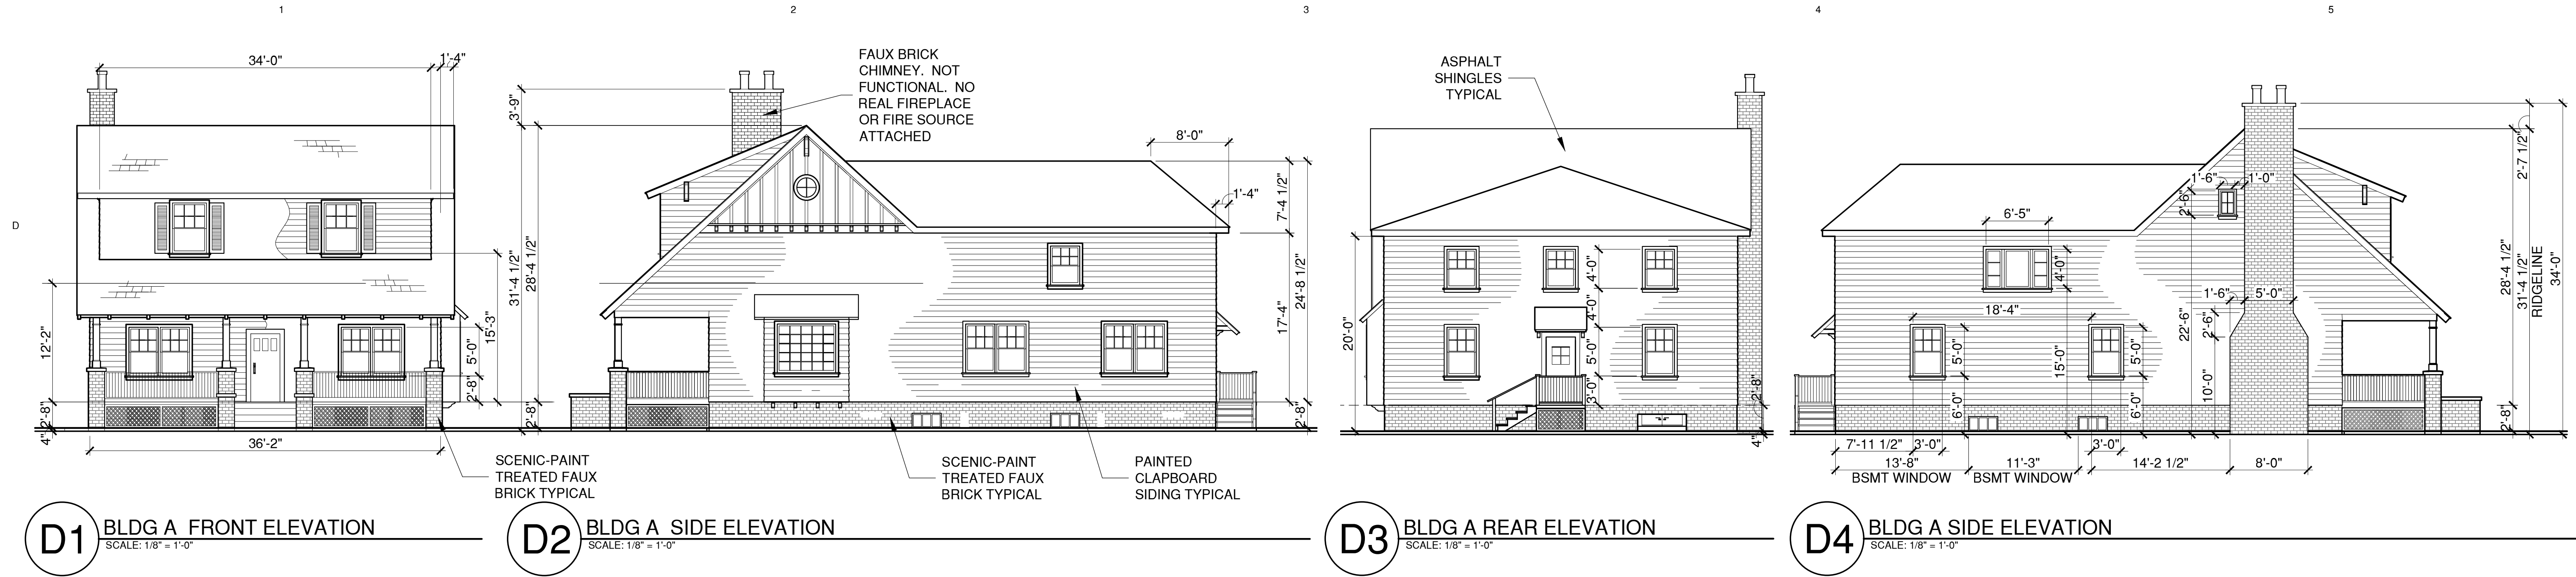 1
2
3
4
5
D
34'-0"
1'-4"
12'-2"
2'-8"
4"
15'-3"
5'-0"
2'-8"
36'-2"
SCENIC-PAINT
TREATED FAUX
BRICK TYPICAL
D1
BLDG A FRONT ELEVATION
SCALE: 1/8" = 1'-0"
3'-9"
31'-4 1/2"
28'-4 1/2"
2'-8"
FAUX BRICK
CHIMNEY. NOT
FUNCTIONAL. NO
REAL FIREPLACE
OR FIRE SOURCE
ATTACHED
8'-0"
1'-4"
7'-4 1/2"
17'-4"
24'-8 1/2"
2'-8"
SCENIC-PAINT
TREATED FAUX
BRICK TYPICAL
PAINTED
CLAPBOARD
SIDING TYPICAL
D2
BLDG A SIDE ELEVATION
SCALE: 1/8" = 1'-0"
ASPHALT
SHINGLES
TYPICAL
20'-0"
4'-0"
4'-0"
5'-0"
3'-0"
2'-8"
4"
D3
BLDG A REAR ELEVATION
SCALE: 1/8" = 1'-0"
1'-6"
1'-0"
2'-6"
6'-5"
4'-0"
18'-4"
1'-6"
5'-0"
2'-6"
22'-6"
15'-0"
5'-0"
5'-0"
6'-0"
6'-0"
10'-0"
2'-7 1/2"
28'-4 1/2"
31'-4 1/2"
RIDGELINE
34'-0"
2'-8"
7'-11 1/2"
3'-0"
3'-0"
13'-8"
BSMT WINDOW
11'-3"
BSMT WINDOW
14'-2 1/2"
8'-0"
D4
BLDG A SIDE ELEVATION
SCALE: 1/8" = 1'-0"